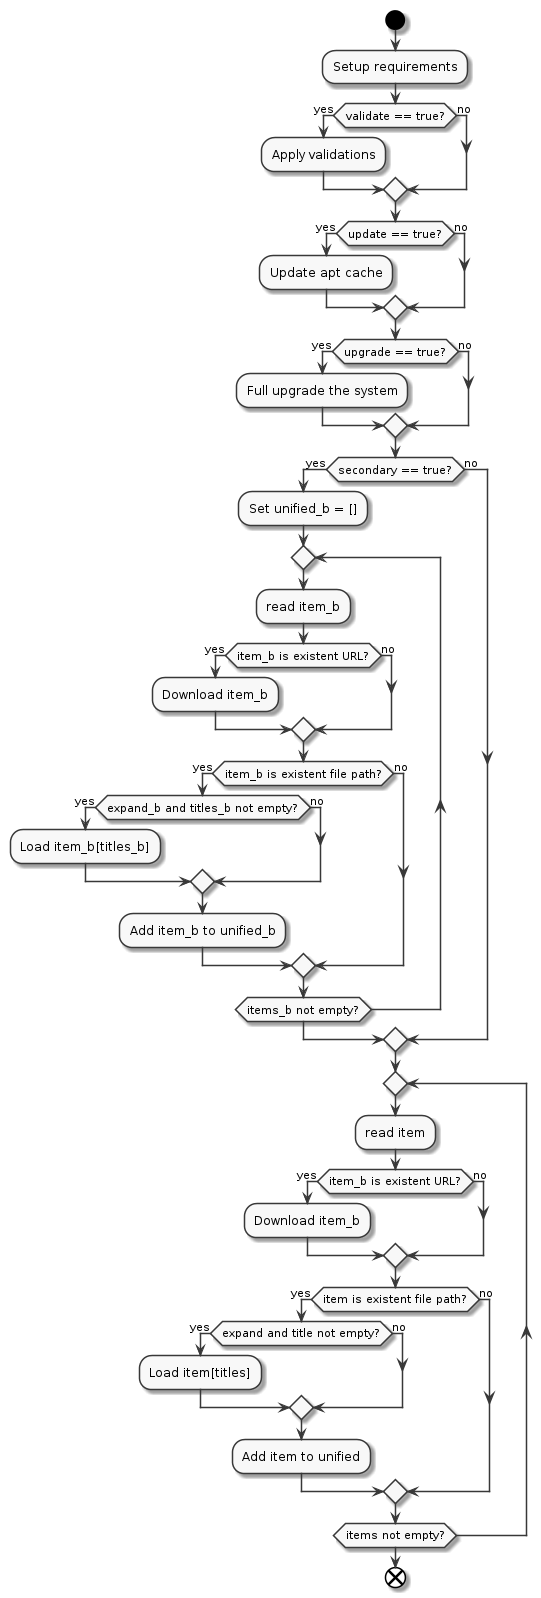 Setup requirements
yes
validate == true?
no
Apply validations
yes
update == true?
no
Update apt cache
yes
upgrade == true?
no
Full upgrade the system
yes
secondary == true?
no
Set unified_b = []
read item_b
yes
item_b is existent URL?
no
Download item_b
yes
item_b is existent file path?
no
yes
expand_b and titles_b not empty?
no
Load item_b[titles_b]
Add item_b to unified_b
items_b not empty?
read item
yes
item_b is existent URL?
no
Download item_b
yes
item is existent file path?
no
yes
expand and title not empty?
no
Load item[titles]
Add item to unified
items not empty?